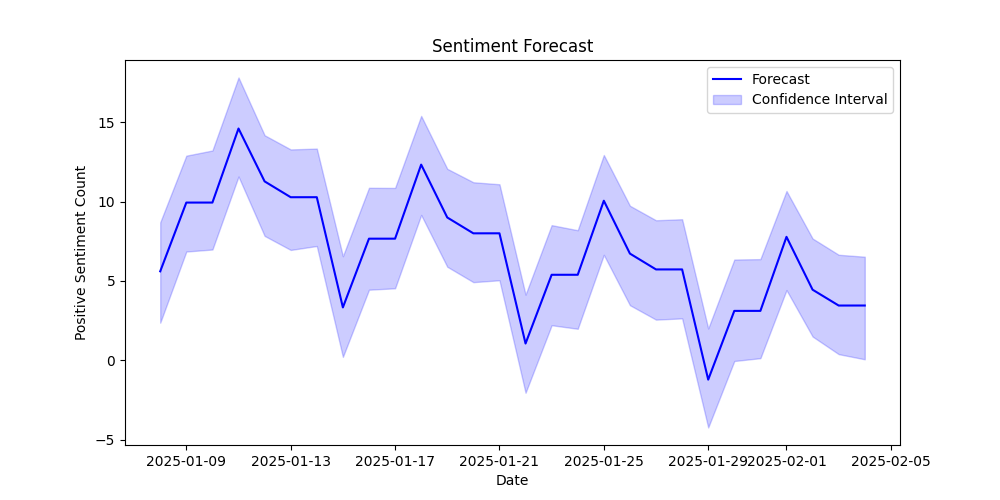 Sentiment Forecast
Forecast
Confidence Interval
Positive Sentiment Count
15
10
5
0
−5
2025-01-09 2025-01-13 2025-01-17 2025-01-21 2025-01-25 2025-01-29 2025-02-01 2025-02-05
Date